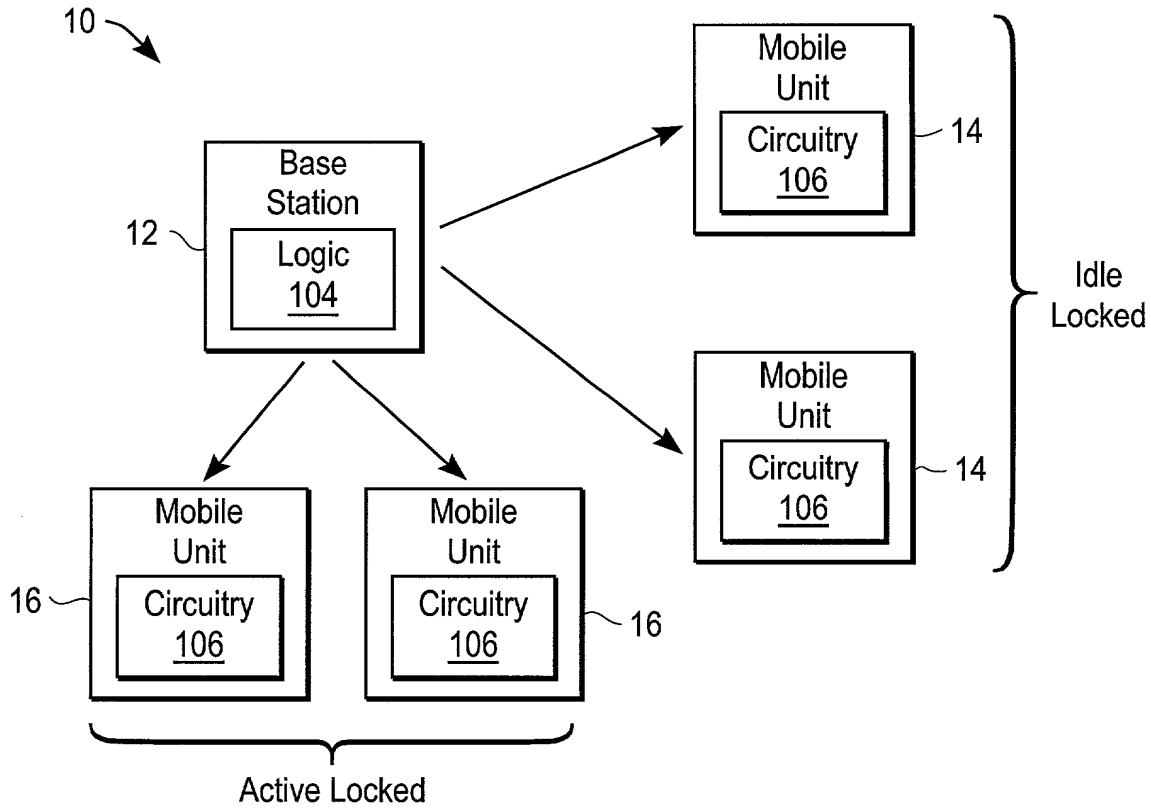 10
Mobile
Unit
Circuitry
106
14
Base
Station
Logic
104
12
Idle
Locked
Mobile
Unit
Circuitry
106
14
Mobile
Unit
Circuitry
106
16
Mobile
Unit
Circuitry
106
16
Active Locked